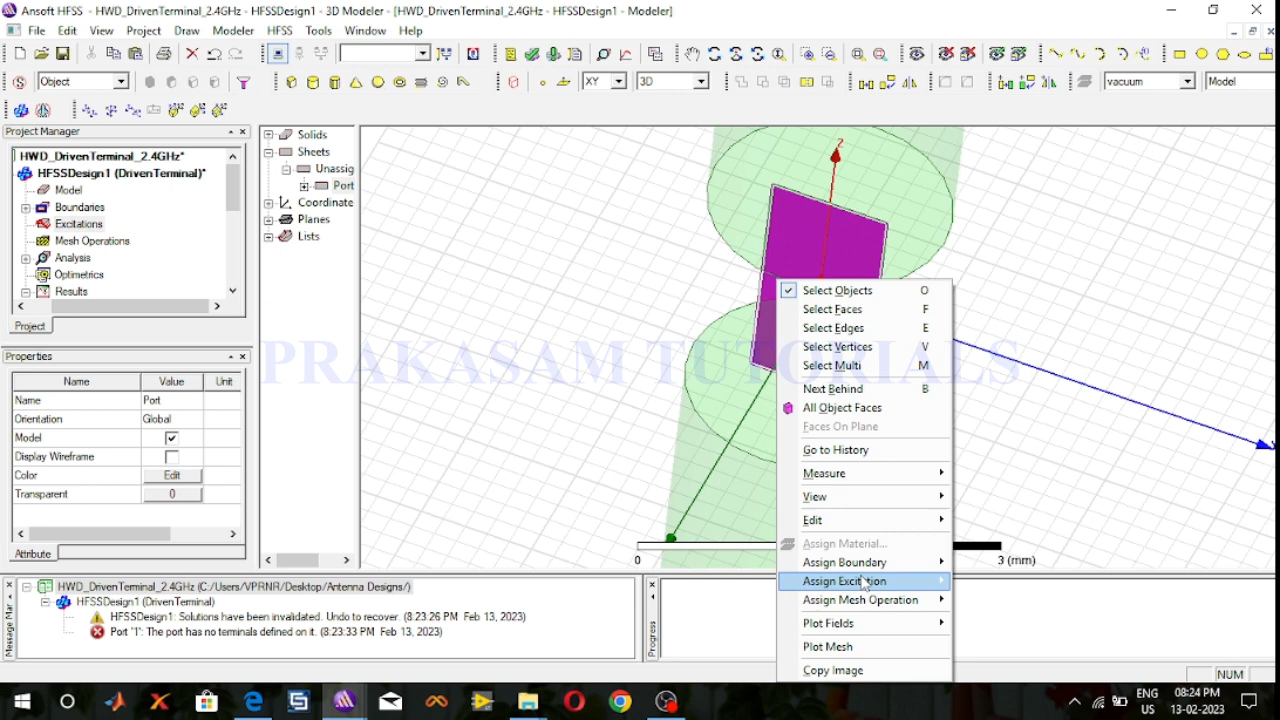 Ansoft HFSS - HWD_DrivenTerminal_2.4GHz - HFSSDesign1 - 3D Modeler - [HWD_DrivenTerminal_2.4GHz - HFSSDesign1 - Modeler]
File Edit View Project Draw Modeler HFSS Tools Window Help
Object XY 3D vacuum Model
Project Manager
HWD_DrivenTerminal_2.4GHz*
HFSSDesign1 (DrivenTerminal)*
Model
Boundaries
Excitations
Mesh Operations
Analysis
Optimetrics
Results
Project
Solids
Sheets
Unassig
Port
Coordinate
Planes
Lists
Properties
Name Value Unit
Name Port
Orientation Global
Model
Display Wireframe
Color Edit
Transparent 0
Attribute
Z
PRAKASAM TUTORIALS
Select Objects O
Select Faces F
Select Edges E
Select Vertices V
Select Multi M
Next Behind B
All Object Faces
Faces On Plane
Go to History
Measure
View
Edit
Assign Material...
Assign Boundary
Assign Excitation
Assign Mesh Operation
Plot Fields
Plot Mesh
Copy Image
0 3 (mm)
Message Mar
HWD_DrivenTerminal_2.4GHz (C:/Users/VPRNR/Desktop/Antenna Designs/)
HFSSDesign1 (DrivenTerminal)
HFSSDesign1: Solutions have been invalidated. Undo to recover. (8:23:26 PM Feb 13, 2023)
Port '1': The port has no terminals defined on it. (8:23:33 PM Feb 13, 2023)
Progress
NUM
ENG
US
08:24 PM
13-02-2023